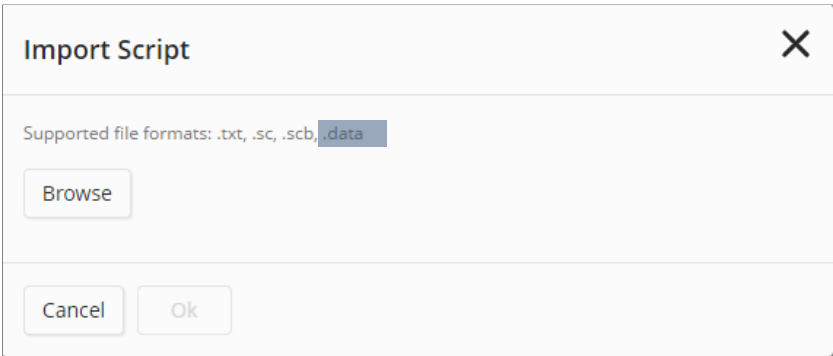 Import Script
Supported file formats: .txt, .sc, .scb, .data
Browse
Cancel
Ok